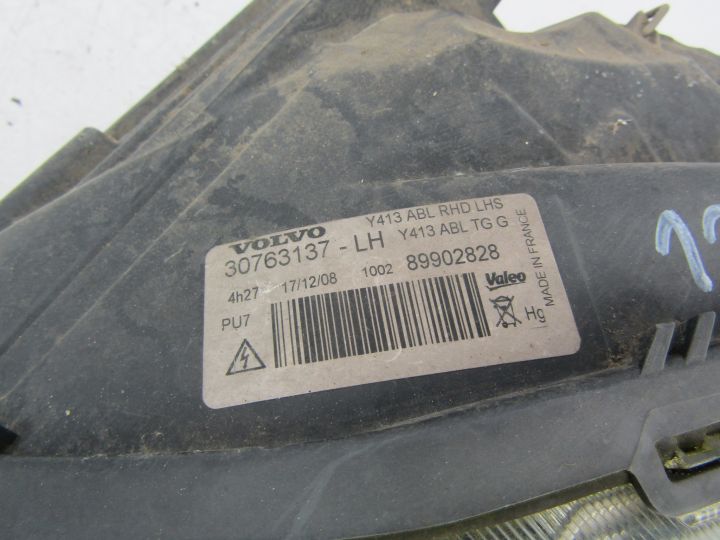 VOLVO Y413 ABL RHD LHS
30763137 - LH Y413 ABL TG G
4h27 17/12/08 1002 89902828
PU7
Valeo
Hg
MADE IN FRANCE